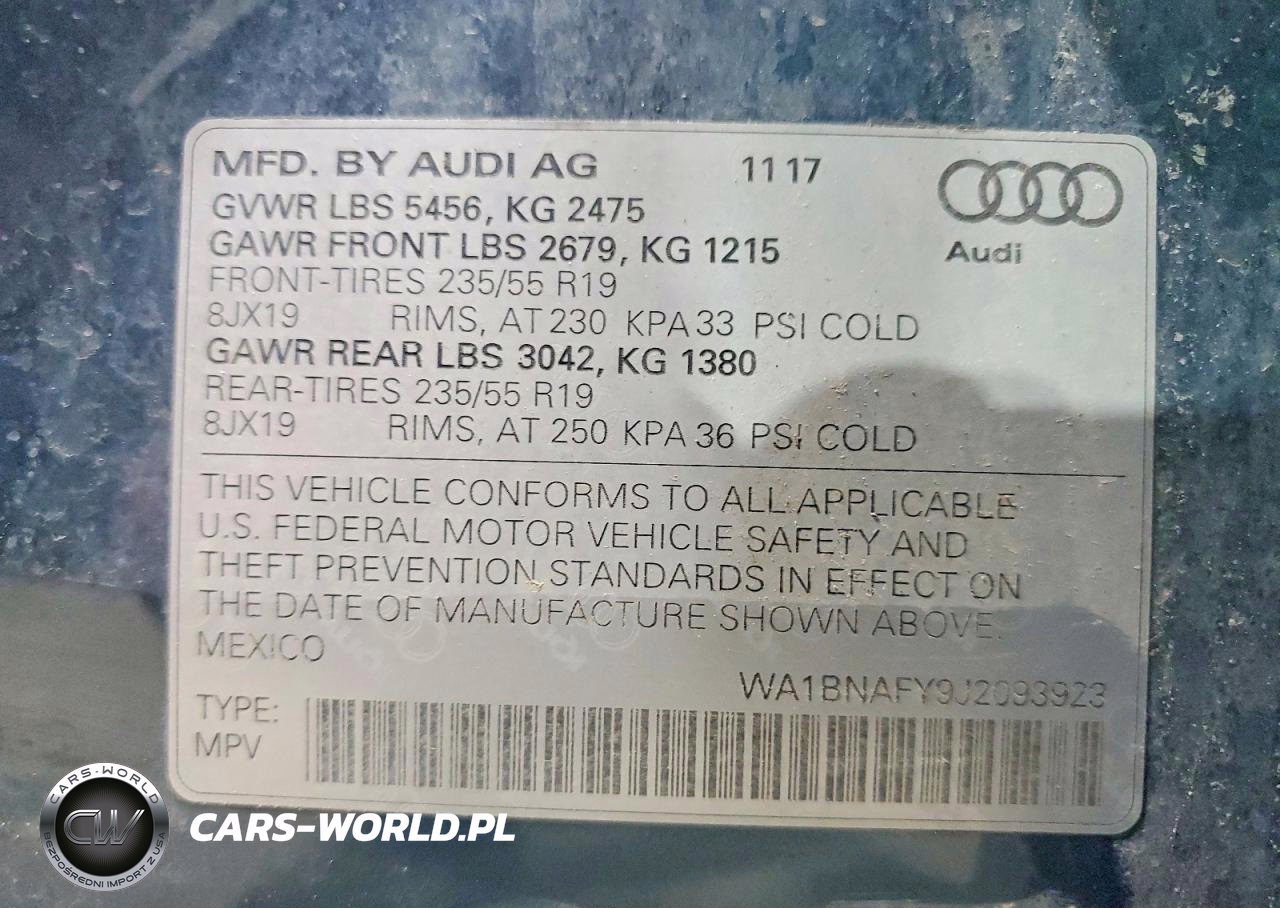 MFD. BY AUDI AG 11 17
GVWR LBS 5456, KG 2475
GAWR FRONT LBS 2679, KG 1215
Audi
FRONT-TIRES 235/55 R19
8JX19 RIMS, AT 230 KPA 33 PSI COLD
GAWR REAR LBS 3042, KG 1380
REAR-TIRES 235/55 R19
8JX19 RIMS, AT 250 KPA 36 PSI COLD
THIS VEHICLE CONFORMS TO ALL APPLICABLE
U.S. FEDERAL MOTOR VEHICLE SAFETY AND
THEFT PREVENTION STANDARDS IN EFFECT ON
THE DATE OF MANUFACTURE SHOWN ABOVE.
MEXICO
WA1BNAFY9J2093923
TYPE:
MPV
CARS-WORLD
CW
BEZPOŚREDNI IMPORT Z USA
CARS-WORLD.PL